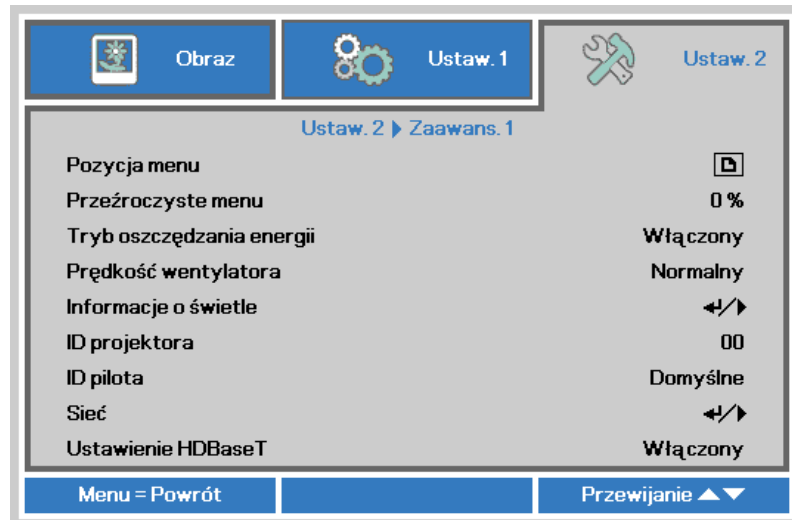 Obraz
Ustaw. 1
Ustaw. 2
Ustaw. 2 Zaawans. 1
Pozycja menu
Przeźroczyste menu 0 %
Tryb oszczędzania energii Włączony
Prędkość wentylatora Normalny
Informacje o świetle ↵/▶
ID projektora 00
ID pilota Domyślne
Sieć ↵/▶
Ustawienie HDBaseT Włączony
Menu = Powrót
Przewijanie ▲▼